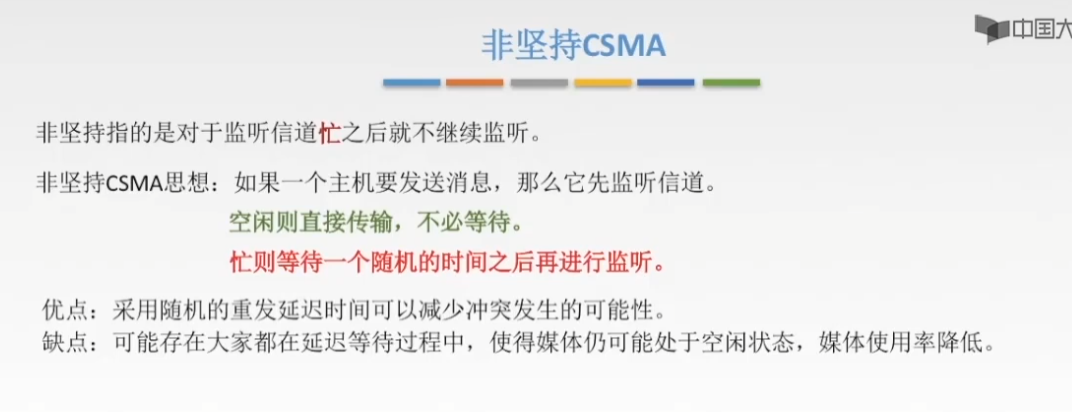 非坚持CSMA
中国大
非坚持指的是对于监听信道忙之后就不继续监听。
非坚持CSMA思想：如果一个主机要发送消息，那么它先监听信道。
空闲则直接传输，不必等待。
忙则等待一个随机的时间之后再进行监听。
优点：采用随机的重发延迟时间可以减少冲突发生的可能性。
缺点：可能存在大家都在延迟等待过程中，使得媒体仍可能处于空闲状态，媒体使用率降低。